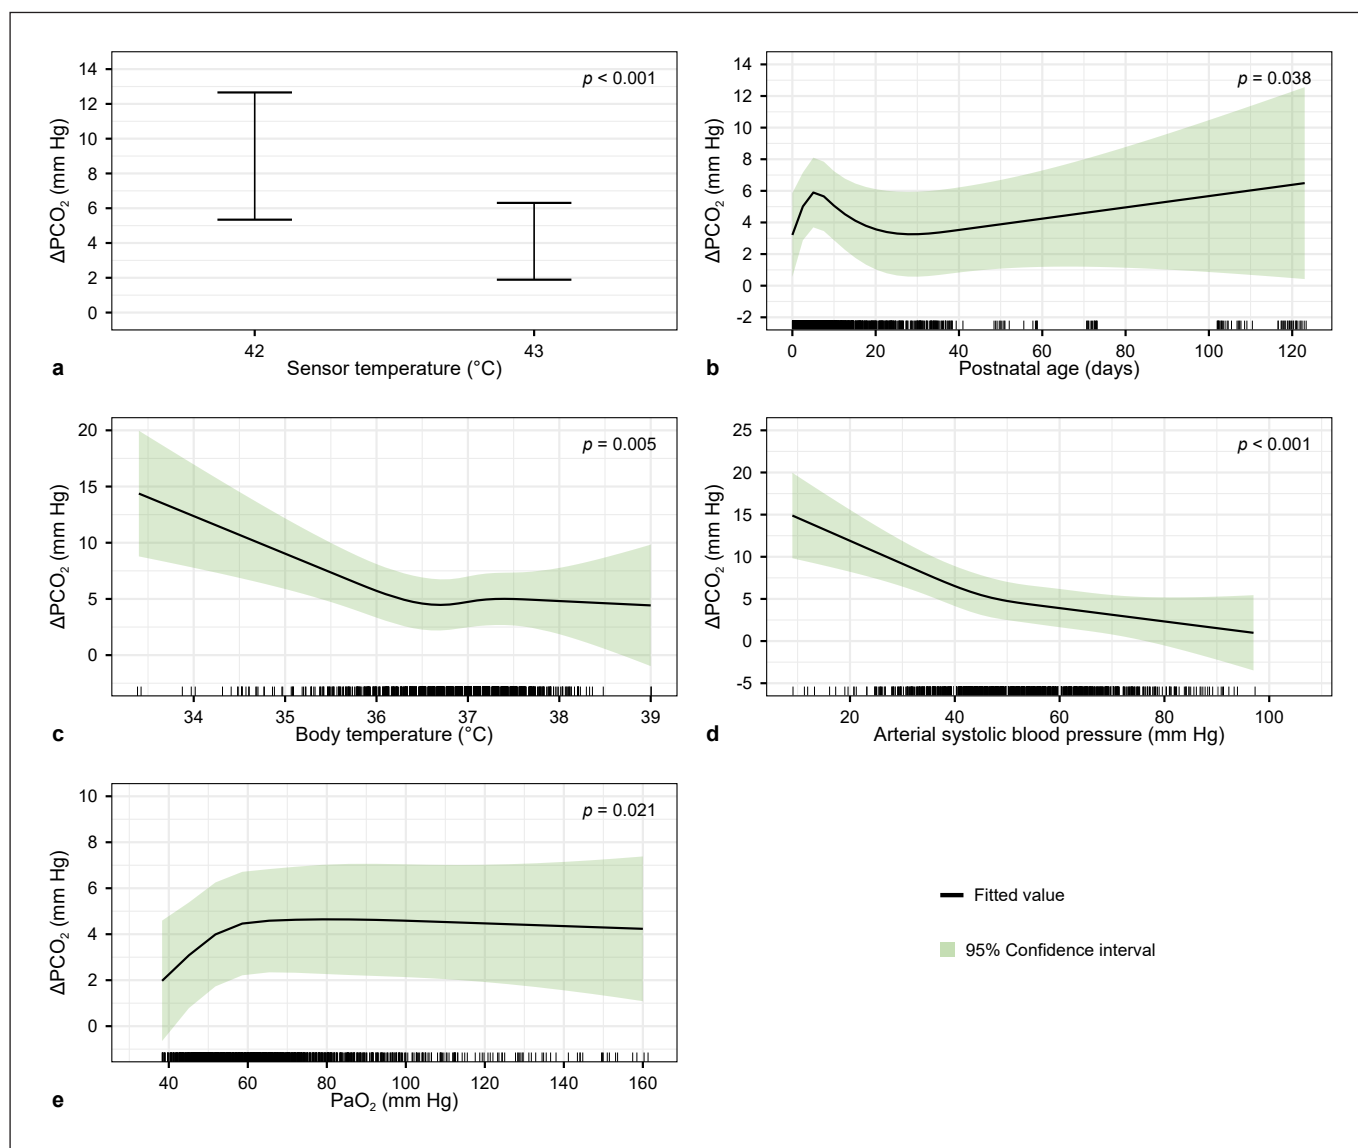 14
12
10
8
6
4
2
0
ΔPCO₂ (mm Hg)
p < 0.001
42
43
Sensor temperature (°C)
a
14
12
10
8
6
4
2
0
-2
ΔPCO₂ (mm Hg)
p = 0.038
0 20 40 60 80 100 120
Postnatal age (days)
b
20
15
10
5
0
ΔPCO₂ (mm Hg)
p = 0.005
34 35 36 37 38 39
Body temperature (°C)
c
25
20
15
10
5
0
-5
ΔPCO₂ (mm Hg)
p < 0.001
20 40 60 80 100
Arterial systolic blood pressure (mm Hg)
d
10
8
6
4
2
0
ΔPCO₂ (mm Hg)
p = 0.021
40 60 80 100 120 140 160
PaO₂ (mm Hg)
e
Fitted value
95% Confidence interval